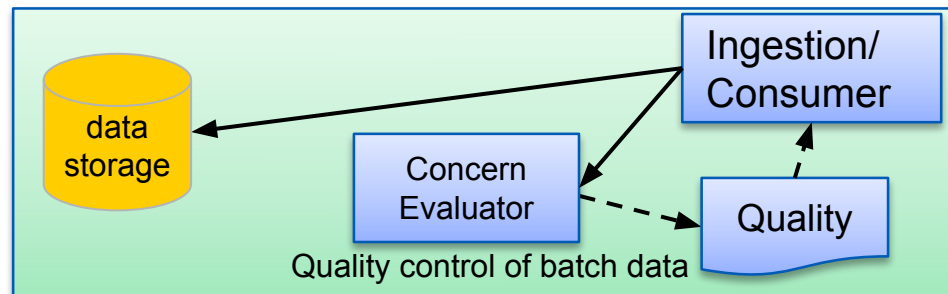 Ingestion/
Consumer
data
storage
Concern
Evaluator
Quality
Quality control of batch data